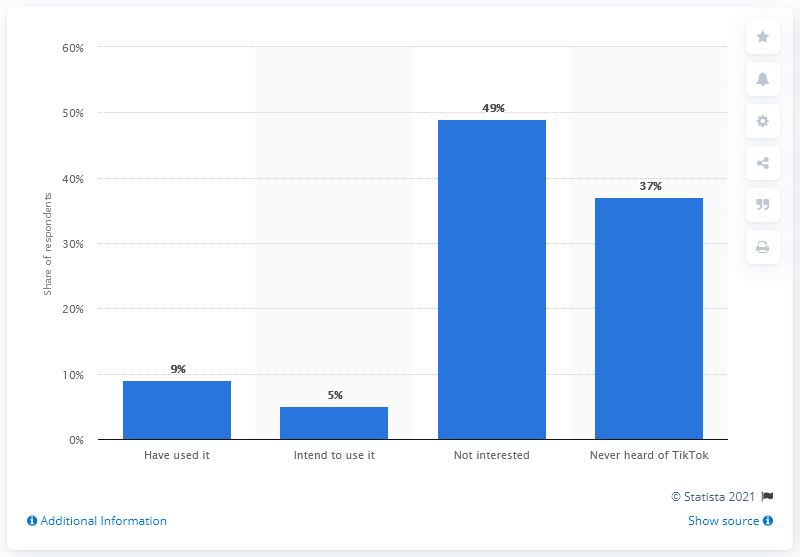 60%
50%
40%
30%
20%
10%
0%
Share of respondents
9%
5%
49%
37%
Have used it
Intend to use it
Not interested
Never heard of TikTok
© Statista 2021
Additional Information
Show source